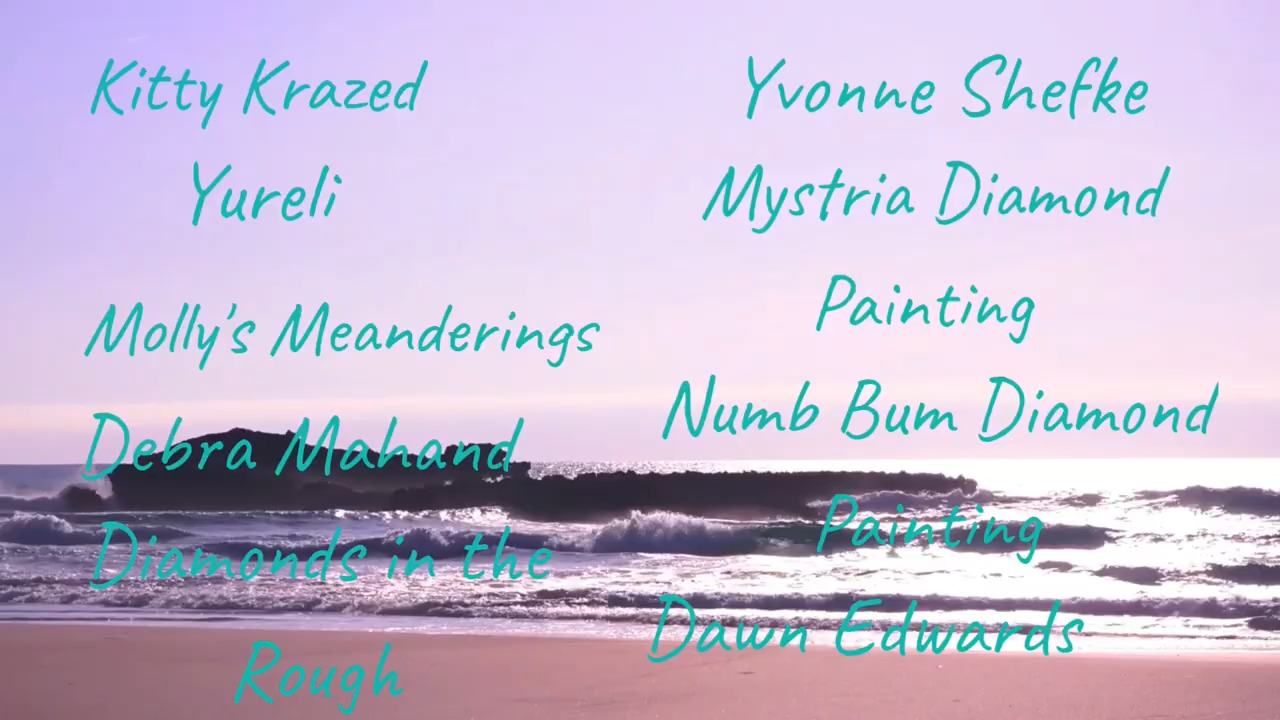 Kitty Krazed
Yureli
Molly's Meanderings
Debra Mahand
Diamonds in the
Rough
Yvonne Shefke
Mystria Diamond
Painting
Numb Bum Diamond
Painting
Dawn Edwards